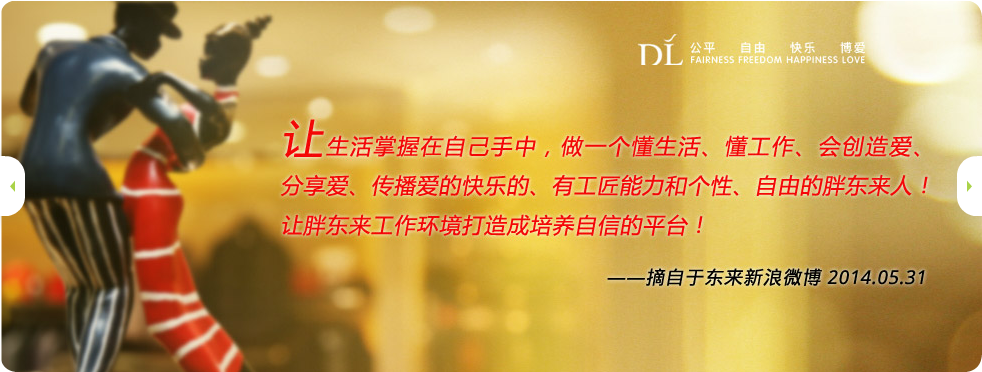 DL 公平 自由 快乐 博爱
FAIRNESS FREEDOM HAPPINESS LOVE
让生活掌握在自己手中，做一个懂生活、懂工作、会创造爱、
分享爱、传播爱的快乐的、有工匠能力和个性、自由的胖东来人！
让胖东来工作环境打造成培养自信的平台！
——摘自于东来新浪微博 2014.05.31